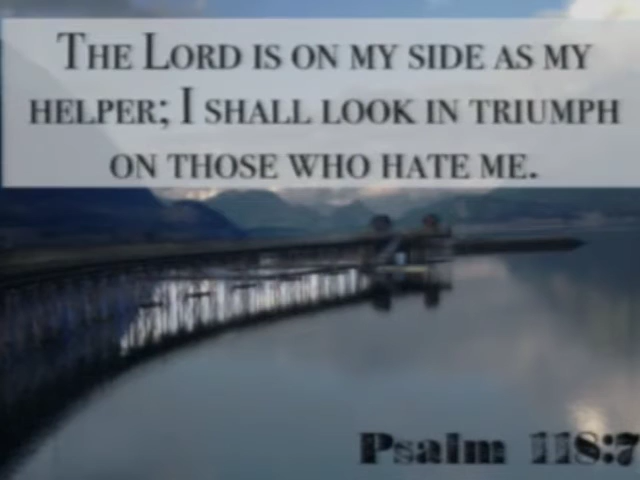 The Lord is on my side as my
helper; I shall look in triumph
on those who hate me.
Psalm 118:7